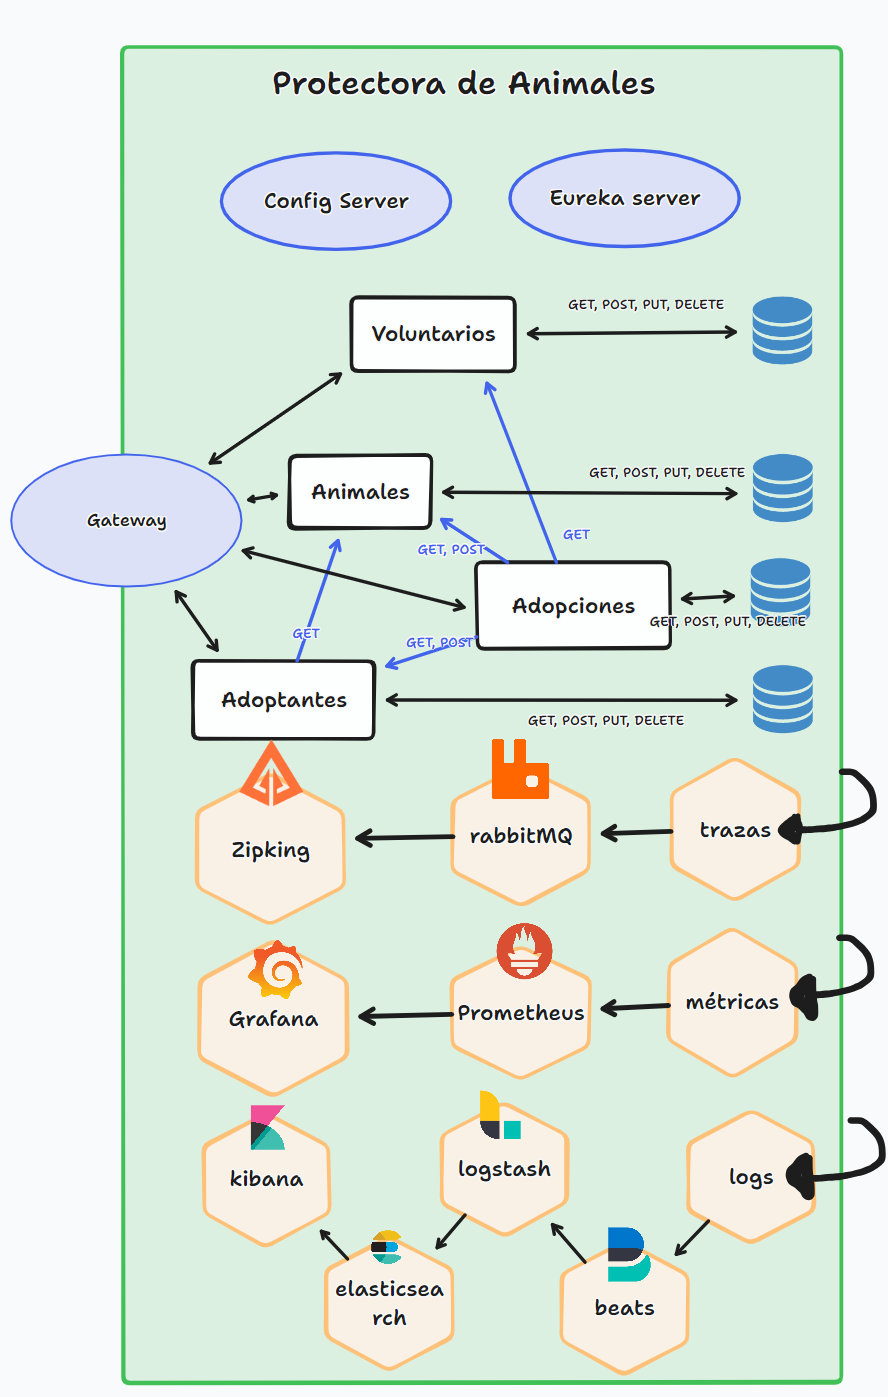 Protectora de Animales
Config Server
Eureka server
GET, POST, PUT, DELETE
Voluntarios
GET, POST, PUT, DELETE
Animales
Gateway
GET
GET, POST
Adopciones
GET, POST, PUT, DELETE
GET
GET, POST
Adoptantes
GET, POST, PUT, DELETE
Zipking
rabbitMQ
trazas
Grafana
Prometheus
métricas
kibana
logstash
logs
elasticsea
rch
beats